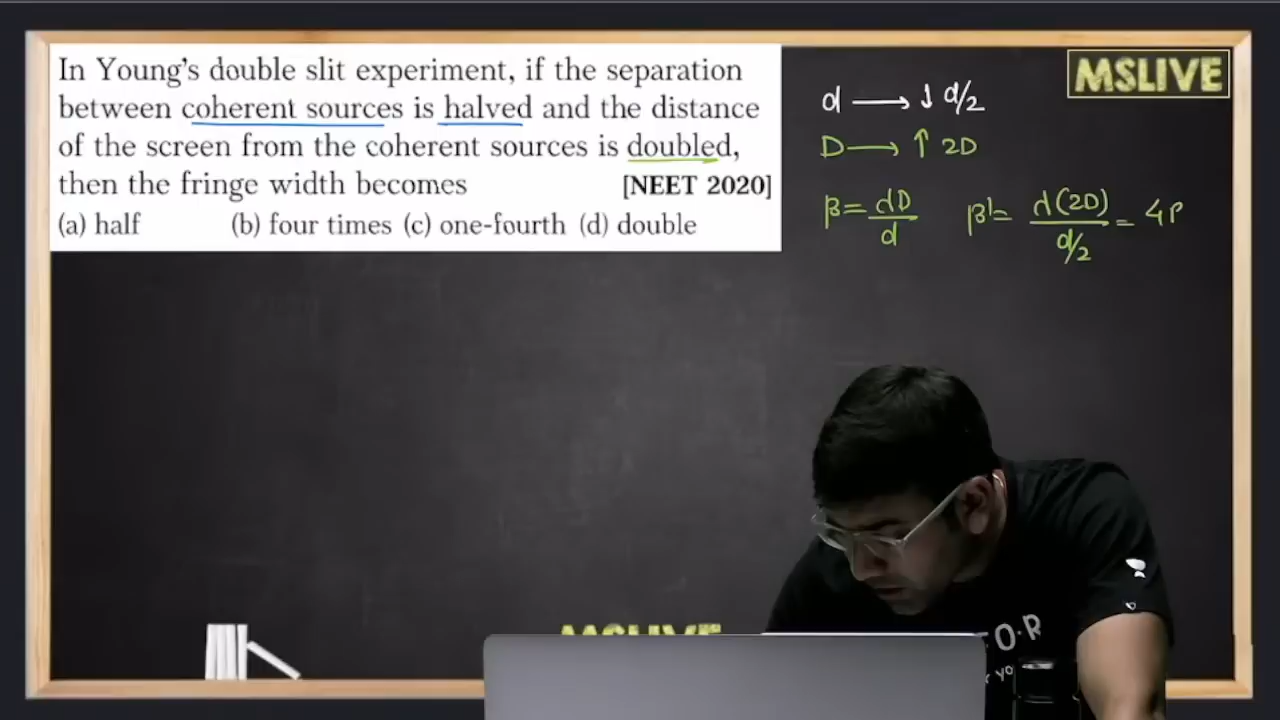 In Young's double slit experiment, if the separation
between coherent sources is halved and the distance
of the screen from the coherent sources is doubled,
then the fringe width becomes [NEET 2020]
(a) half (b) four times (c) one-fourth (d) double
MSLIVE
d → ↓ d/2
D → ↑ 2D
β = λD/d β' = λ(2D)/(d/2) = 4β
MSLIVE
O.R